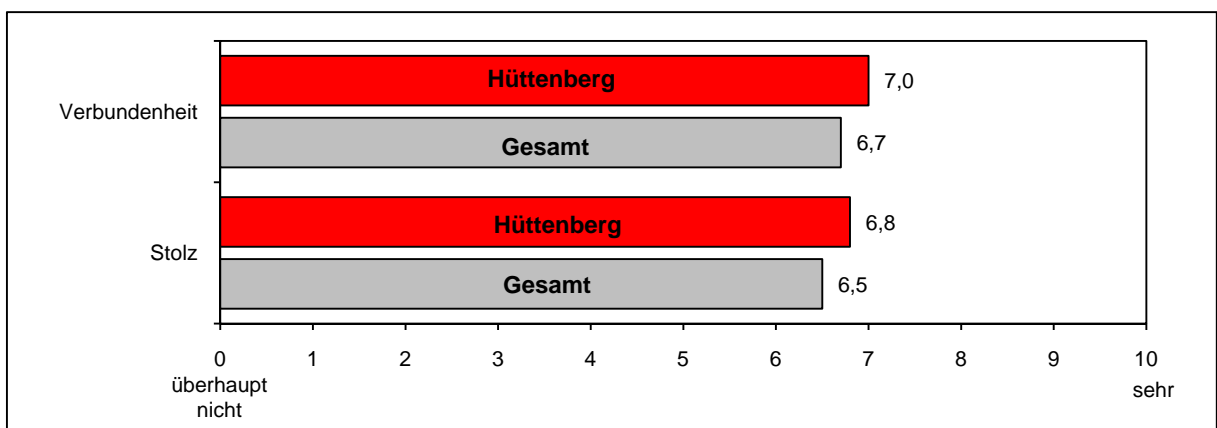 Verbundenheit
Hüttenberg
7,0
Gesamt
6,7
Stolz
Hüttenberg
6,8
Gesamt
6,5
0 1 2 3 4 5 6 7 8 9 10
überhaupt
nicht
sehr